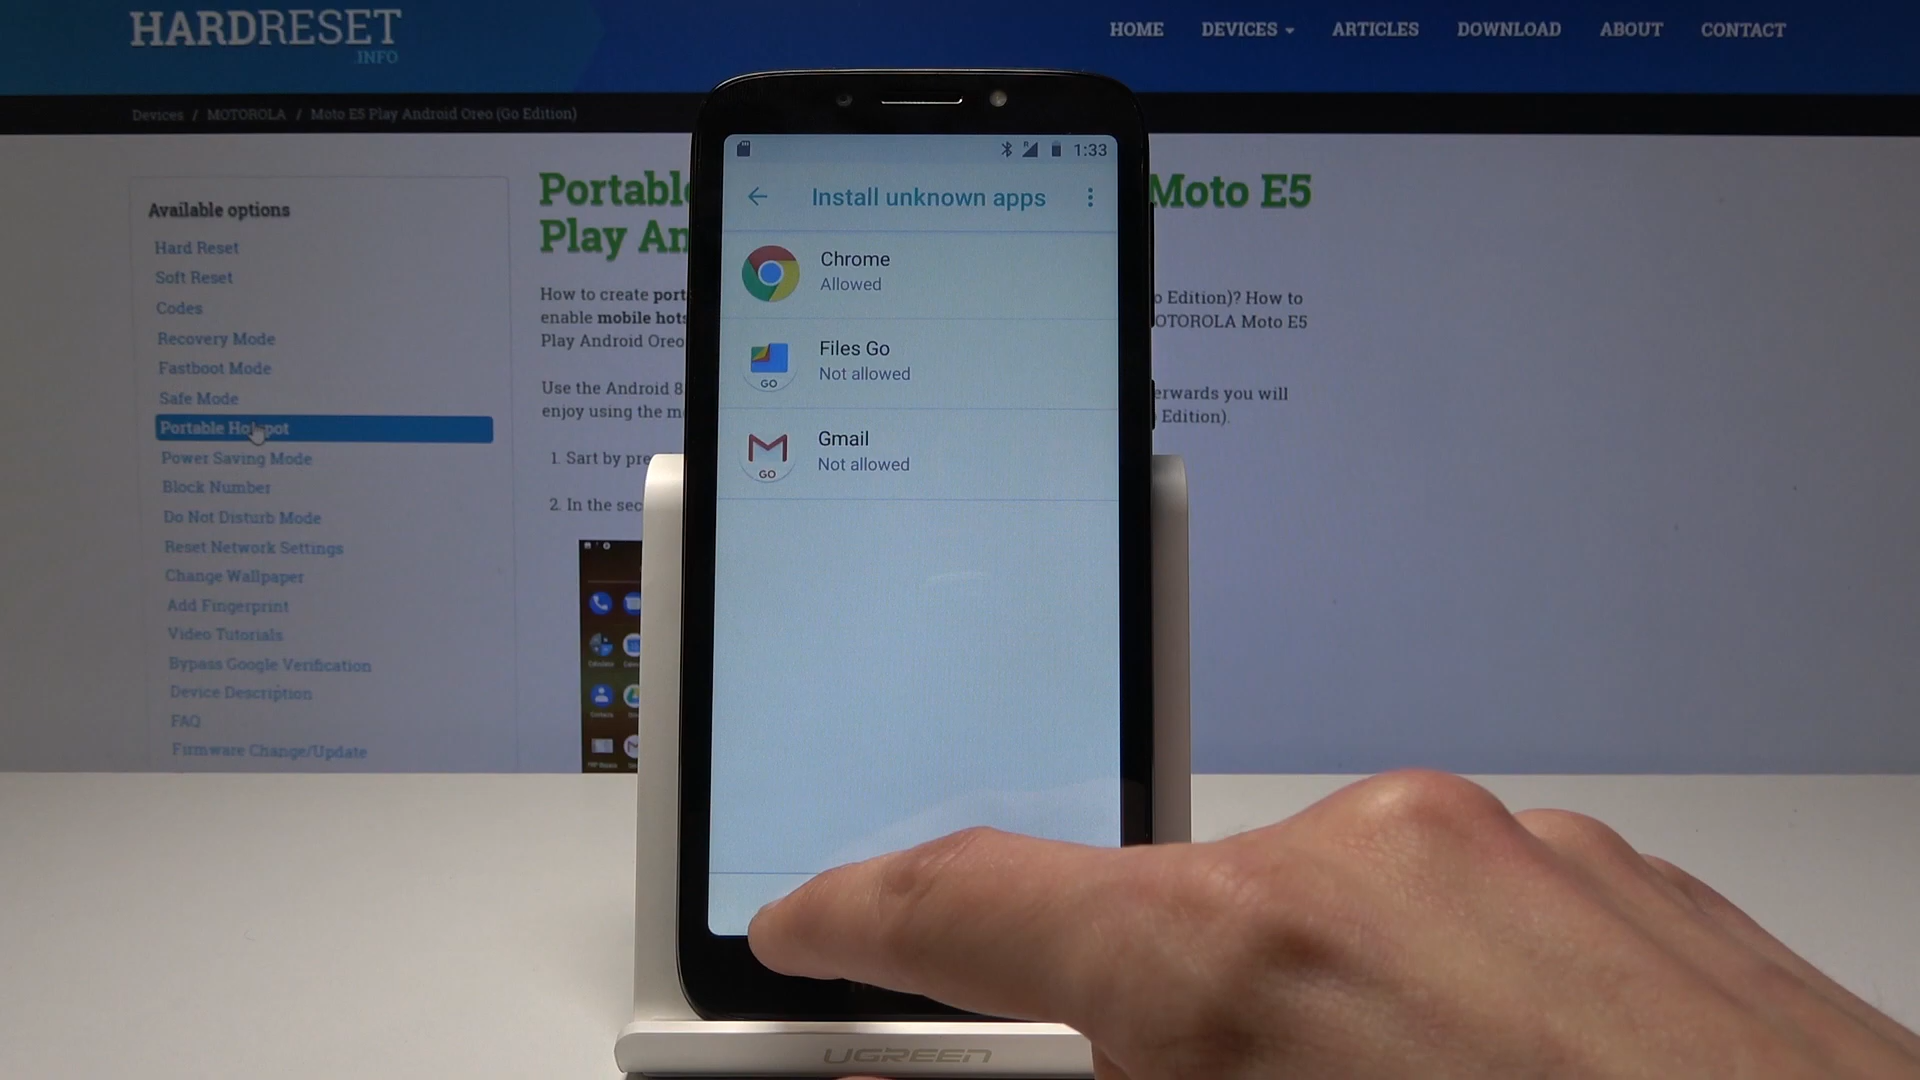 HARDRESET
.INFO
HOME DEVICES ARTICLES DOWNLOAD ABOUT CONTACT
Devices / MOTOROLA / Moto E5 Play Android Oreo (Go Edition)
Available options
Hard Reset
Soft Reset
Codes
Recovery Mode
Fastboot Mode
Safe Mode
Portable Hotspot
Power Saving Mode
Block Number
Do Not Disturb Mode
Reset Network Settings
Change Wallpaper
Add Fingerprint
Video Tutorials
Bypass Google Verification
Device Description
FAQ
Firmware Change/Update
Portable Moto E5
Play An
How to create port o Edition)? How to
enable mobile hots OTOROLA Moto E5
Play Android Oreo
Use the Android 8 erwards you will
enjoy using the m Edition).
1. Sart by pre
2. In the sec
1:33
Install unknown apps
Chrome
Allowed
Files Go
Not allowed
GO
Gmail
Not allowed
GO
UGREEN